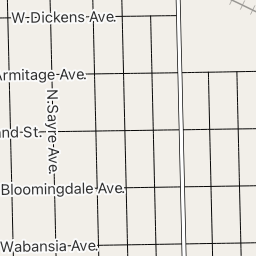 W. Dickens Ave.
Armitage Ave.
N. Sayre Ave.
and St.
Bloomingdale Ave.
Wabansia Ave.